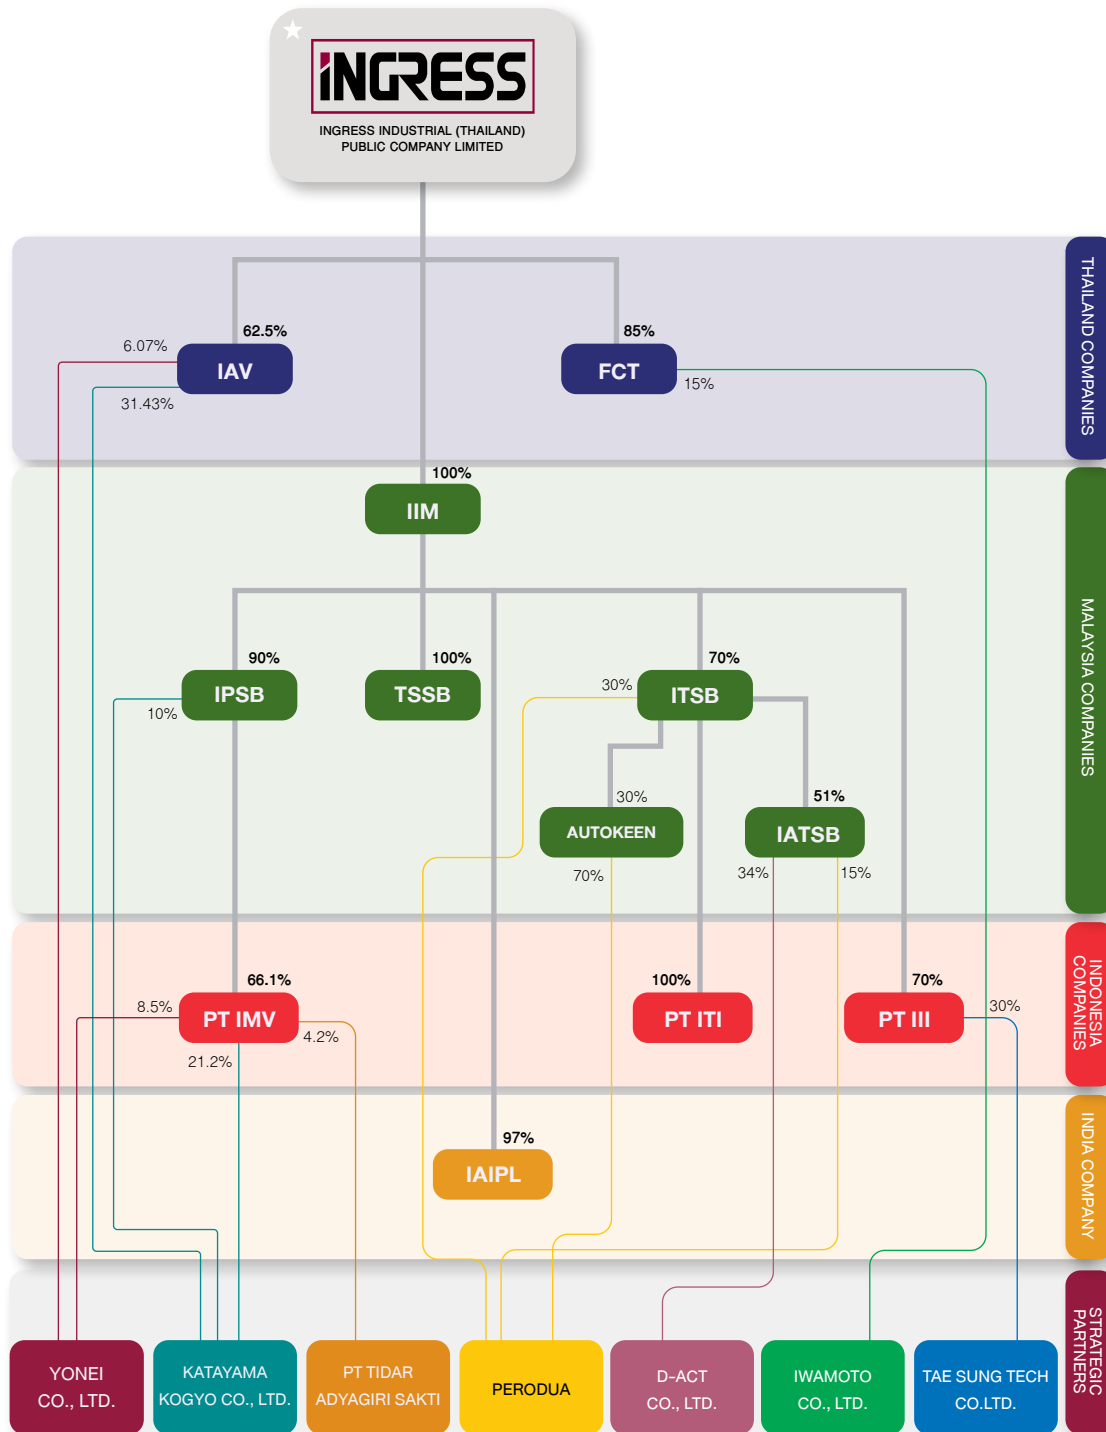 INGRESS
INGRESS INDUSTRIAL (THAILAND)
PUBLIC COMPANY LIMITED
THAILAND COMPANIES
62.5%
85%
6.07%
IAV
FCT
15%
31.43%
MALAYSIA COMPANIES
100%
IIM
90%
100%
70%
IPSB
TSSB
30%
ITSB
10%
30%
51%
AUTOKEEN
IATSB
70%
34%
15%
INDONESIA
COMPANIES
66.1%
100%
70%
8.5%
PT IMV
4.2%
PT ITI
PT III
30%
21.2%
INDIA COMPANY
97%
IAIPL
STRATEGIC
PARTNERS
YONEI
CO., LTD.
KATAYAMA
KOGYO CO., LTD.
PT TIDAR
ADYAGIRI SAKTI
PERODUA
D-ACT
CO., LTD.
IWAMOTO
CO., LTD.
TAE SUNG TECH
CO.LTD.